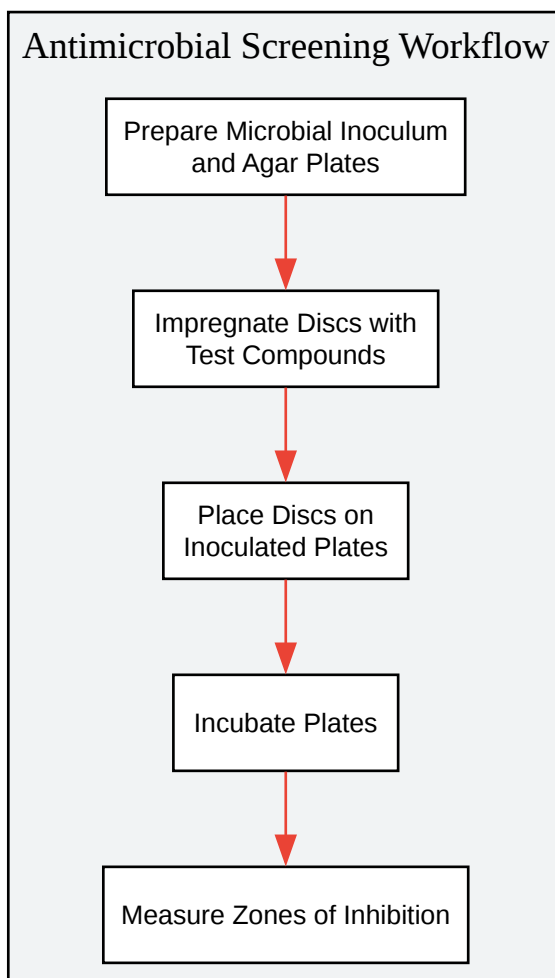 Antimicrobial Screening Workflow
Prepare Microbial Inoculum
and Agar Plates
Impregnate Discs with
Test Compounds
Place Discs on
Inoculated Plates
Incubate Plates
Measure Zones of Inhibition